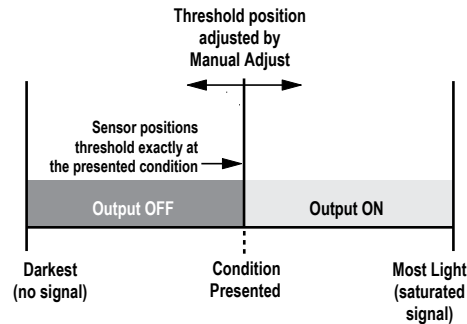 Threshold position
adjusted by
Manual Adjust
Sensor positions
threshold exactly at
the presented condition
Output OFF
Output ON
Darkest
(no signal)
Condition
Presented
Most Light
(saturated
signal)